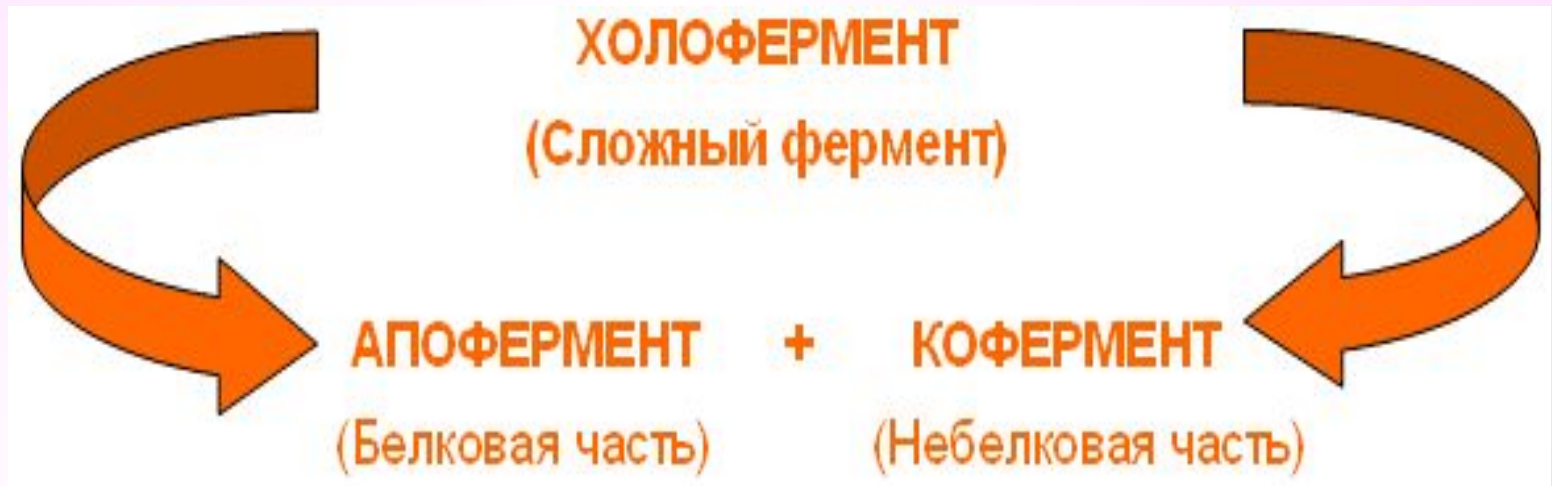 ХОЛОФЕРМЕНТ
(Сложный фермент)
АПОФЕРМЕНТ + КОФЕРМЕНТ
(Белковая часть) (Небелковая часть)